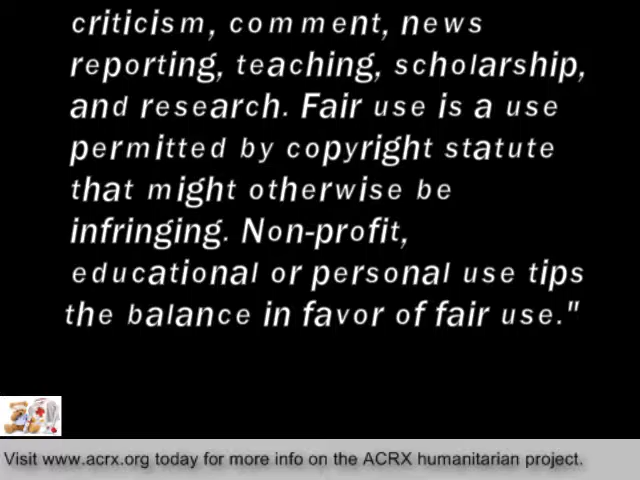 criticism, comment, news
reporting, teaching, scholarship,
and research. Fair use is a use
permitted by copyright statute
that might otherwise be
infringing. Non-profit,
educational or personal use tips
the balance in favor of fair use."
Visit www.acrx.org today for more info on the ACRX humanitarian project.